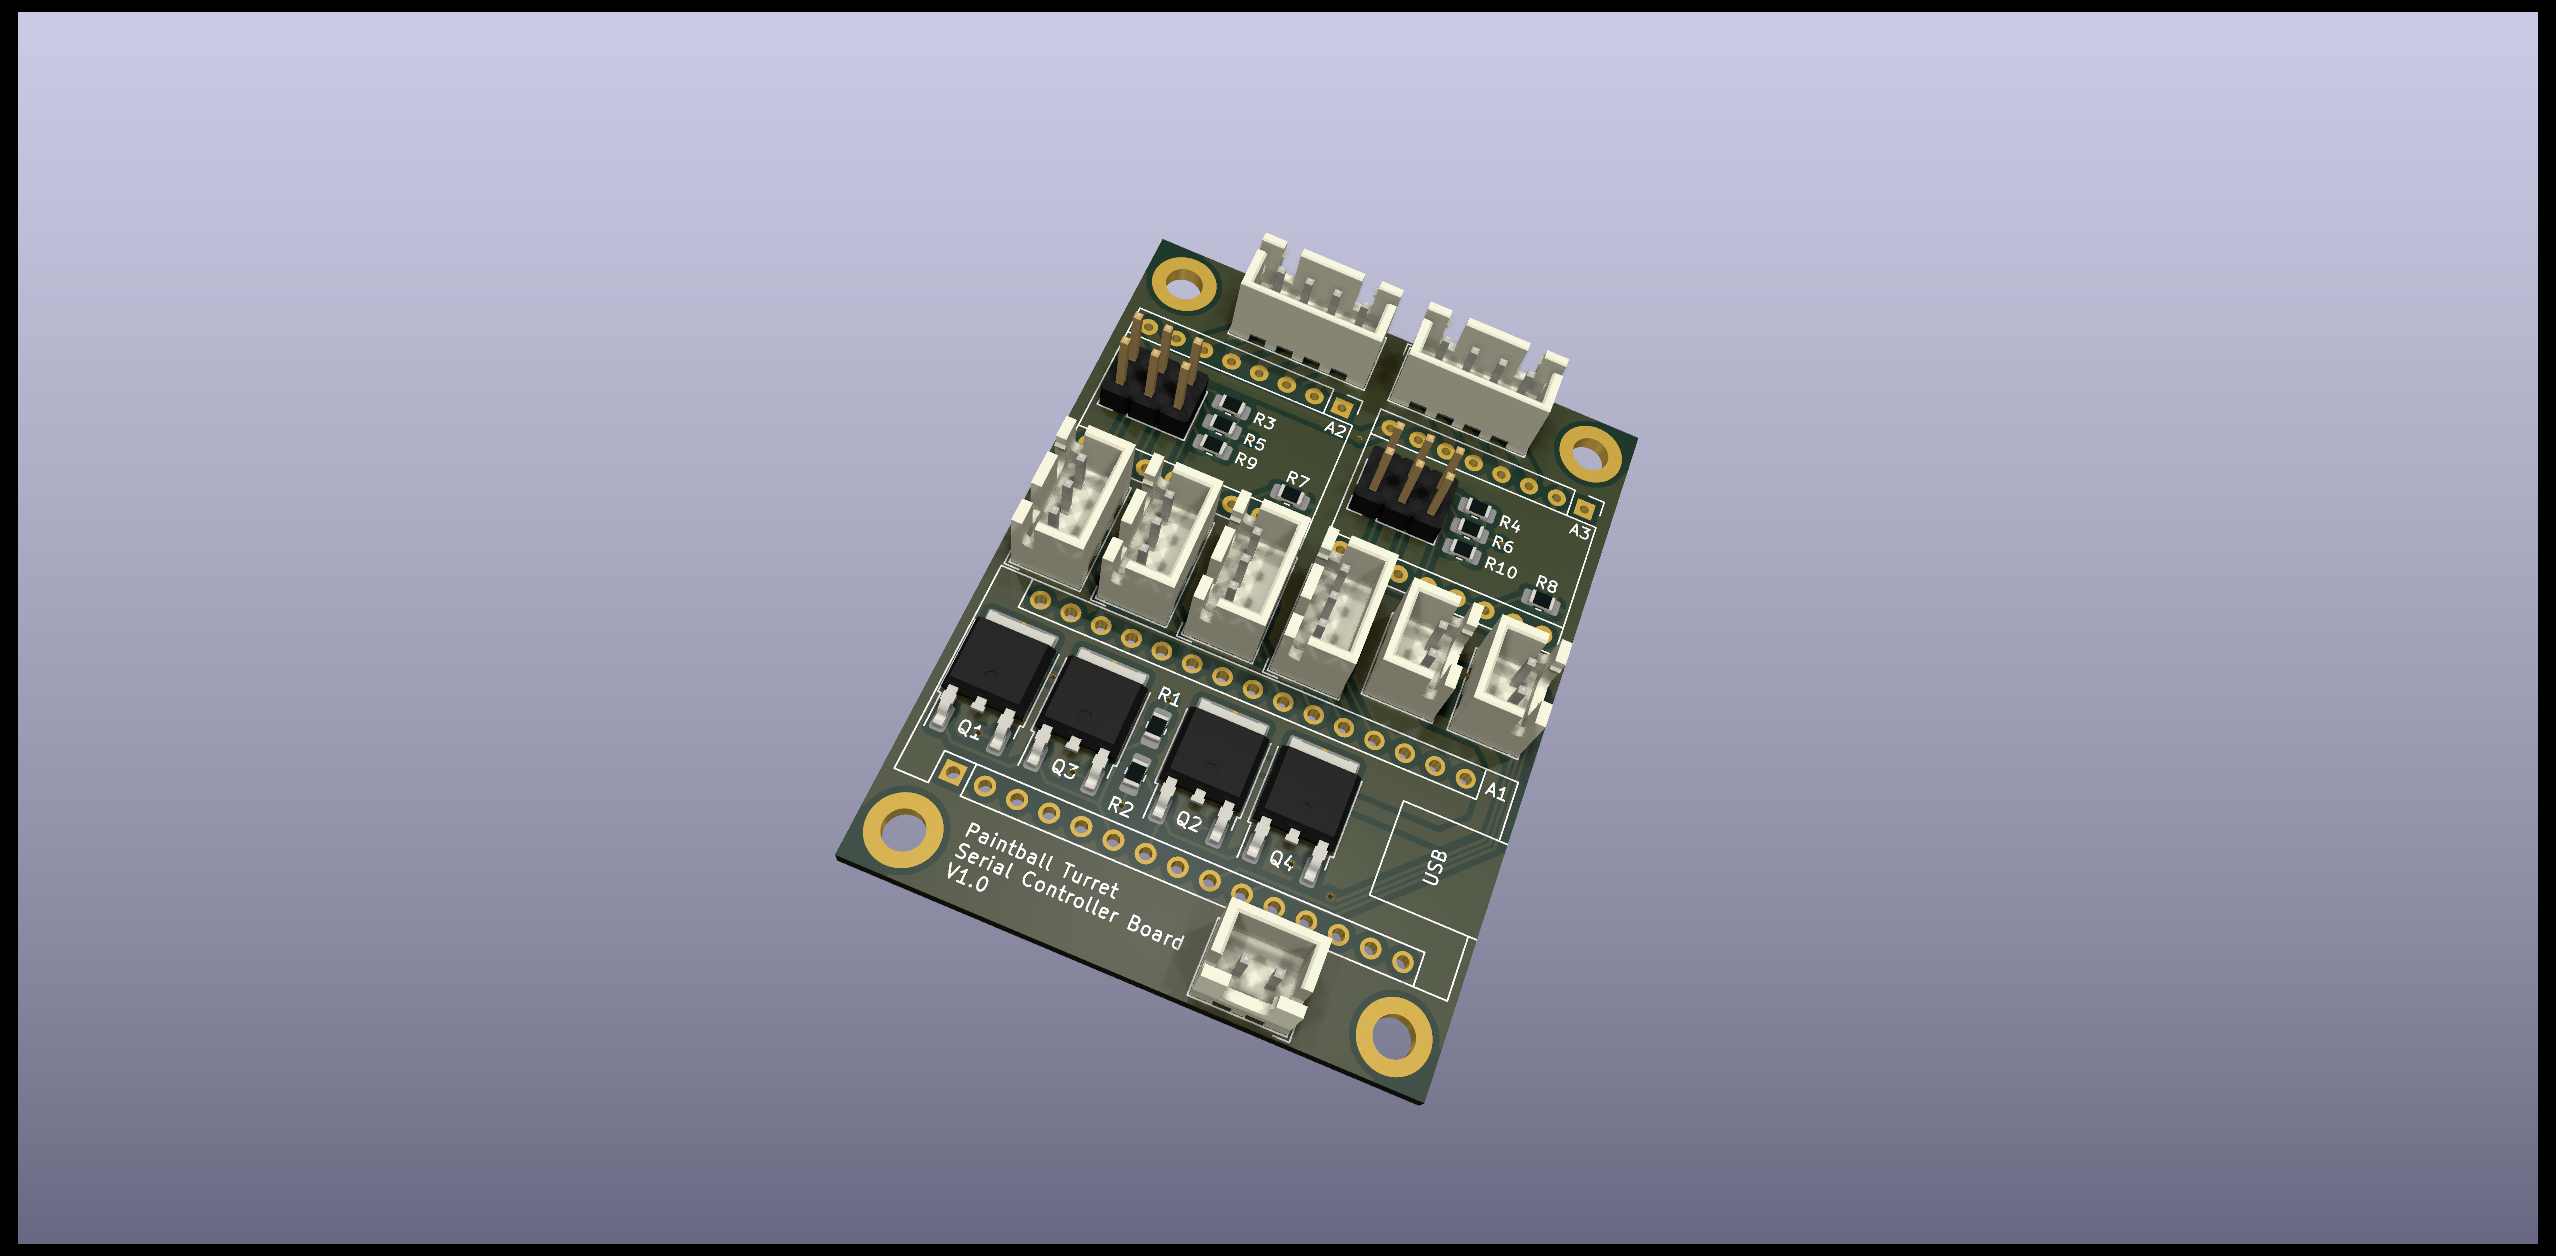 R3
A2
R5
R9
R7
R4
A3
R6
R10
R8
R1
Q1
Q3
A1
R2
Q2
Q4
USB
Paintball Turret
Serial Controller Board
V1.0